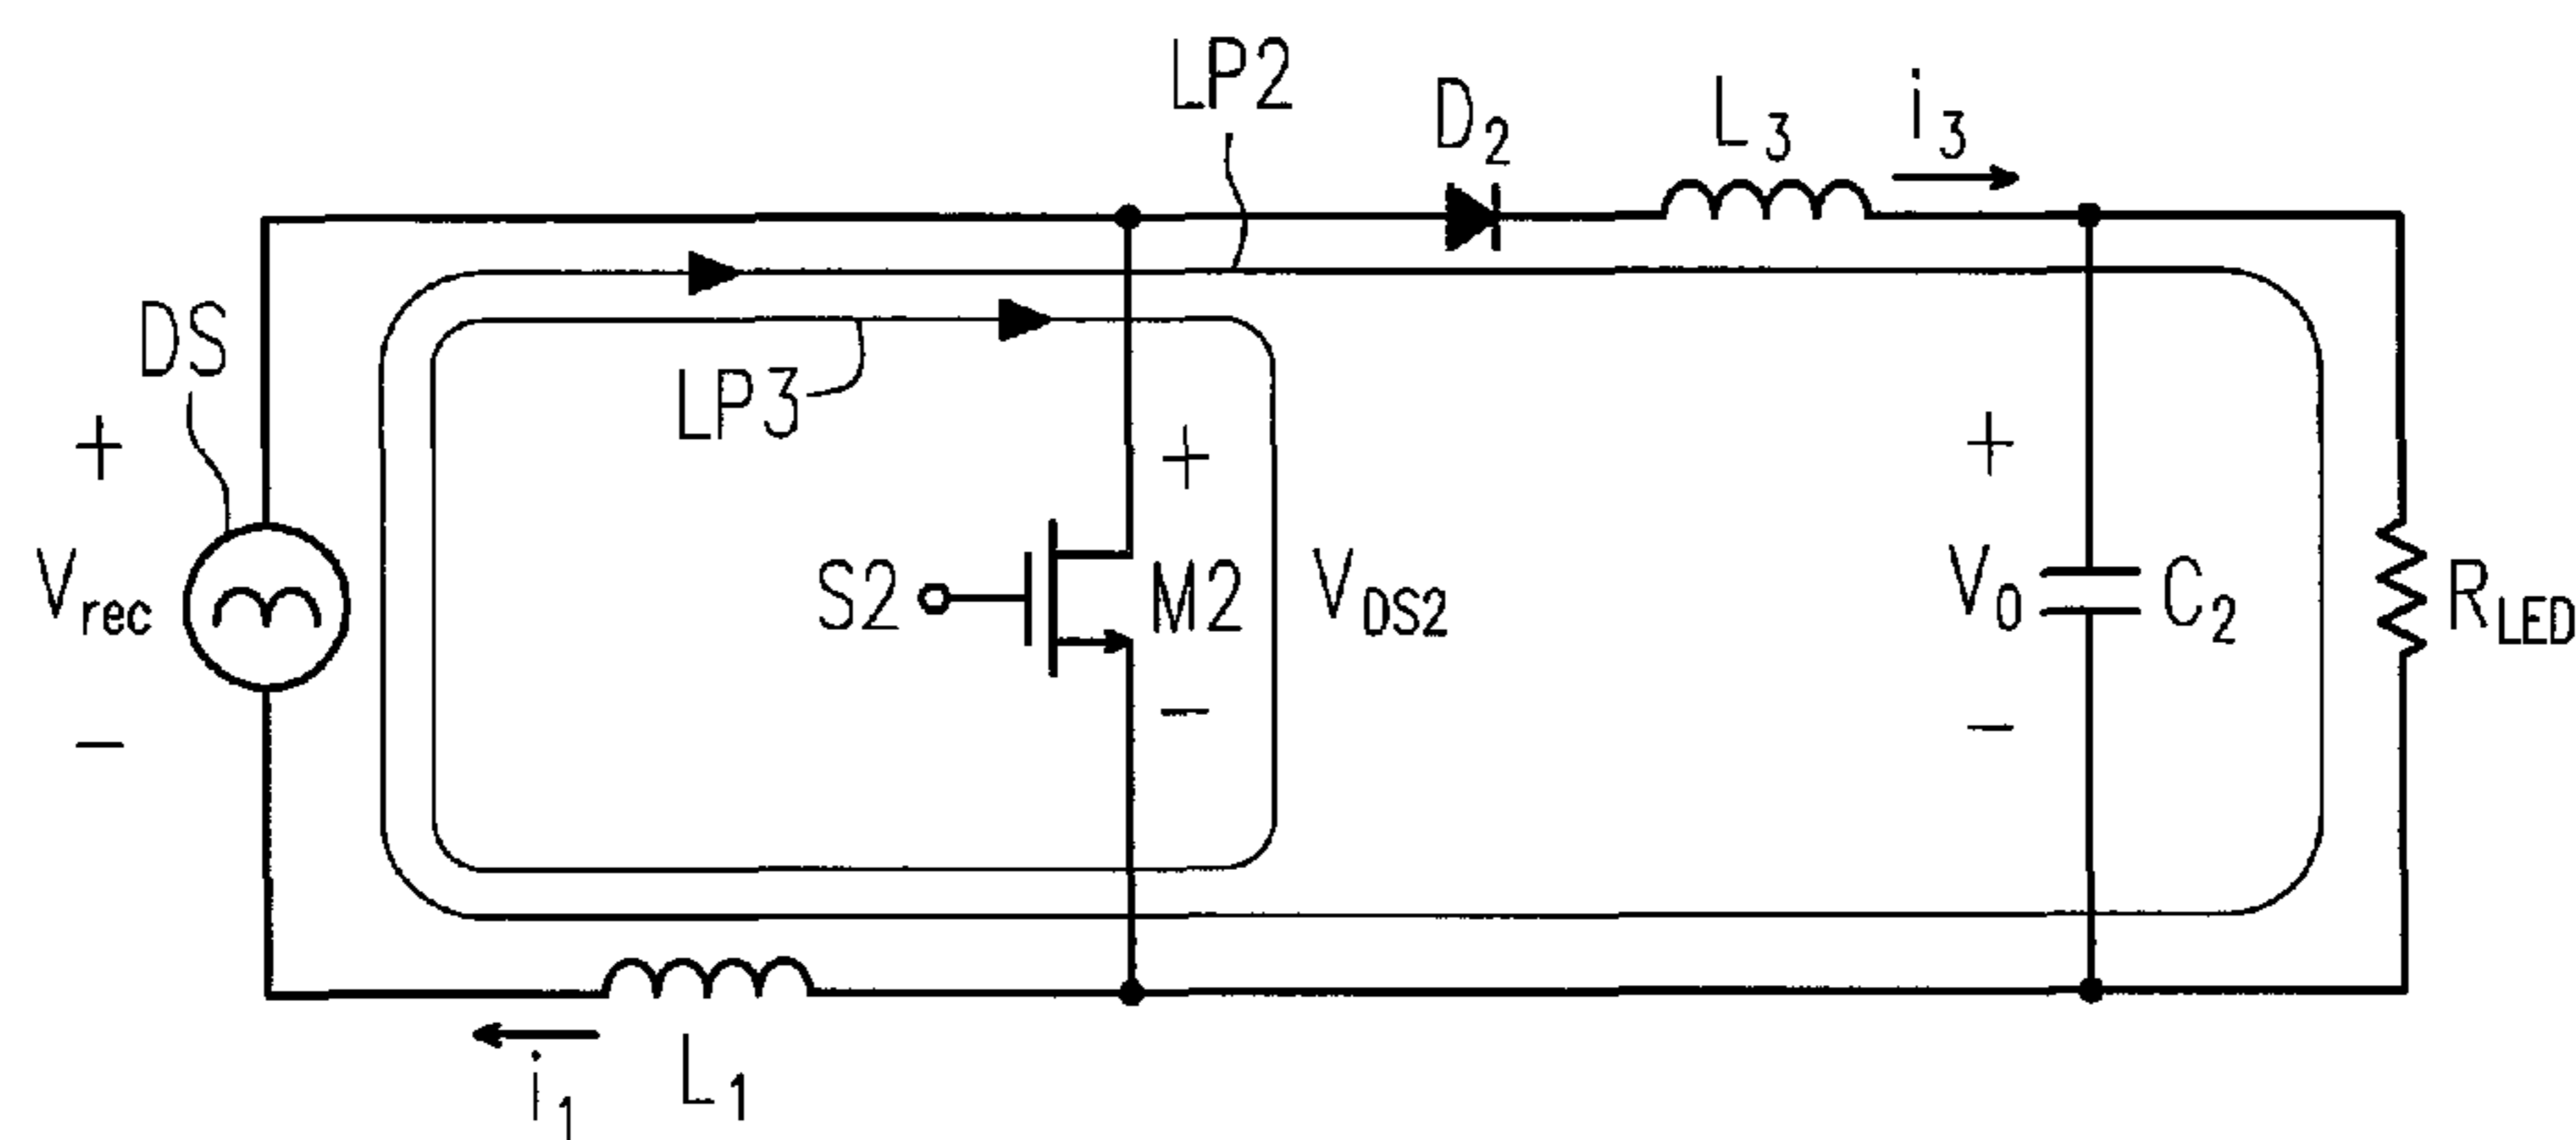 LP2
D2
L3
i3
DS
LP3
+
Vrec
−
S2
M2
+
VDS2
−
+
V0
−
C2
RLED
i1
L1